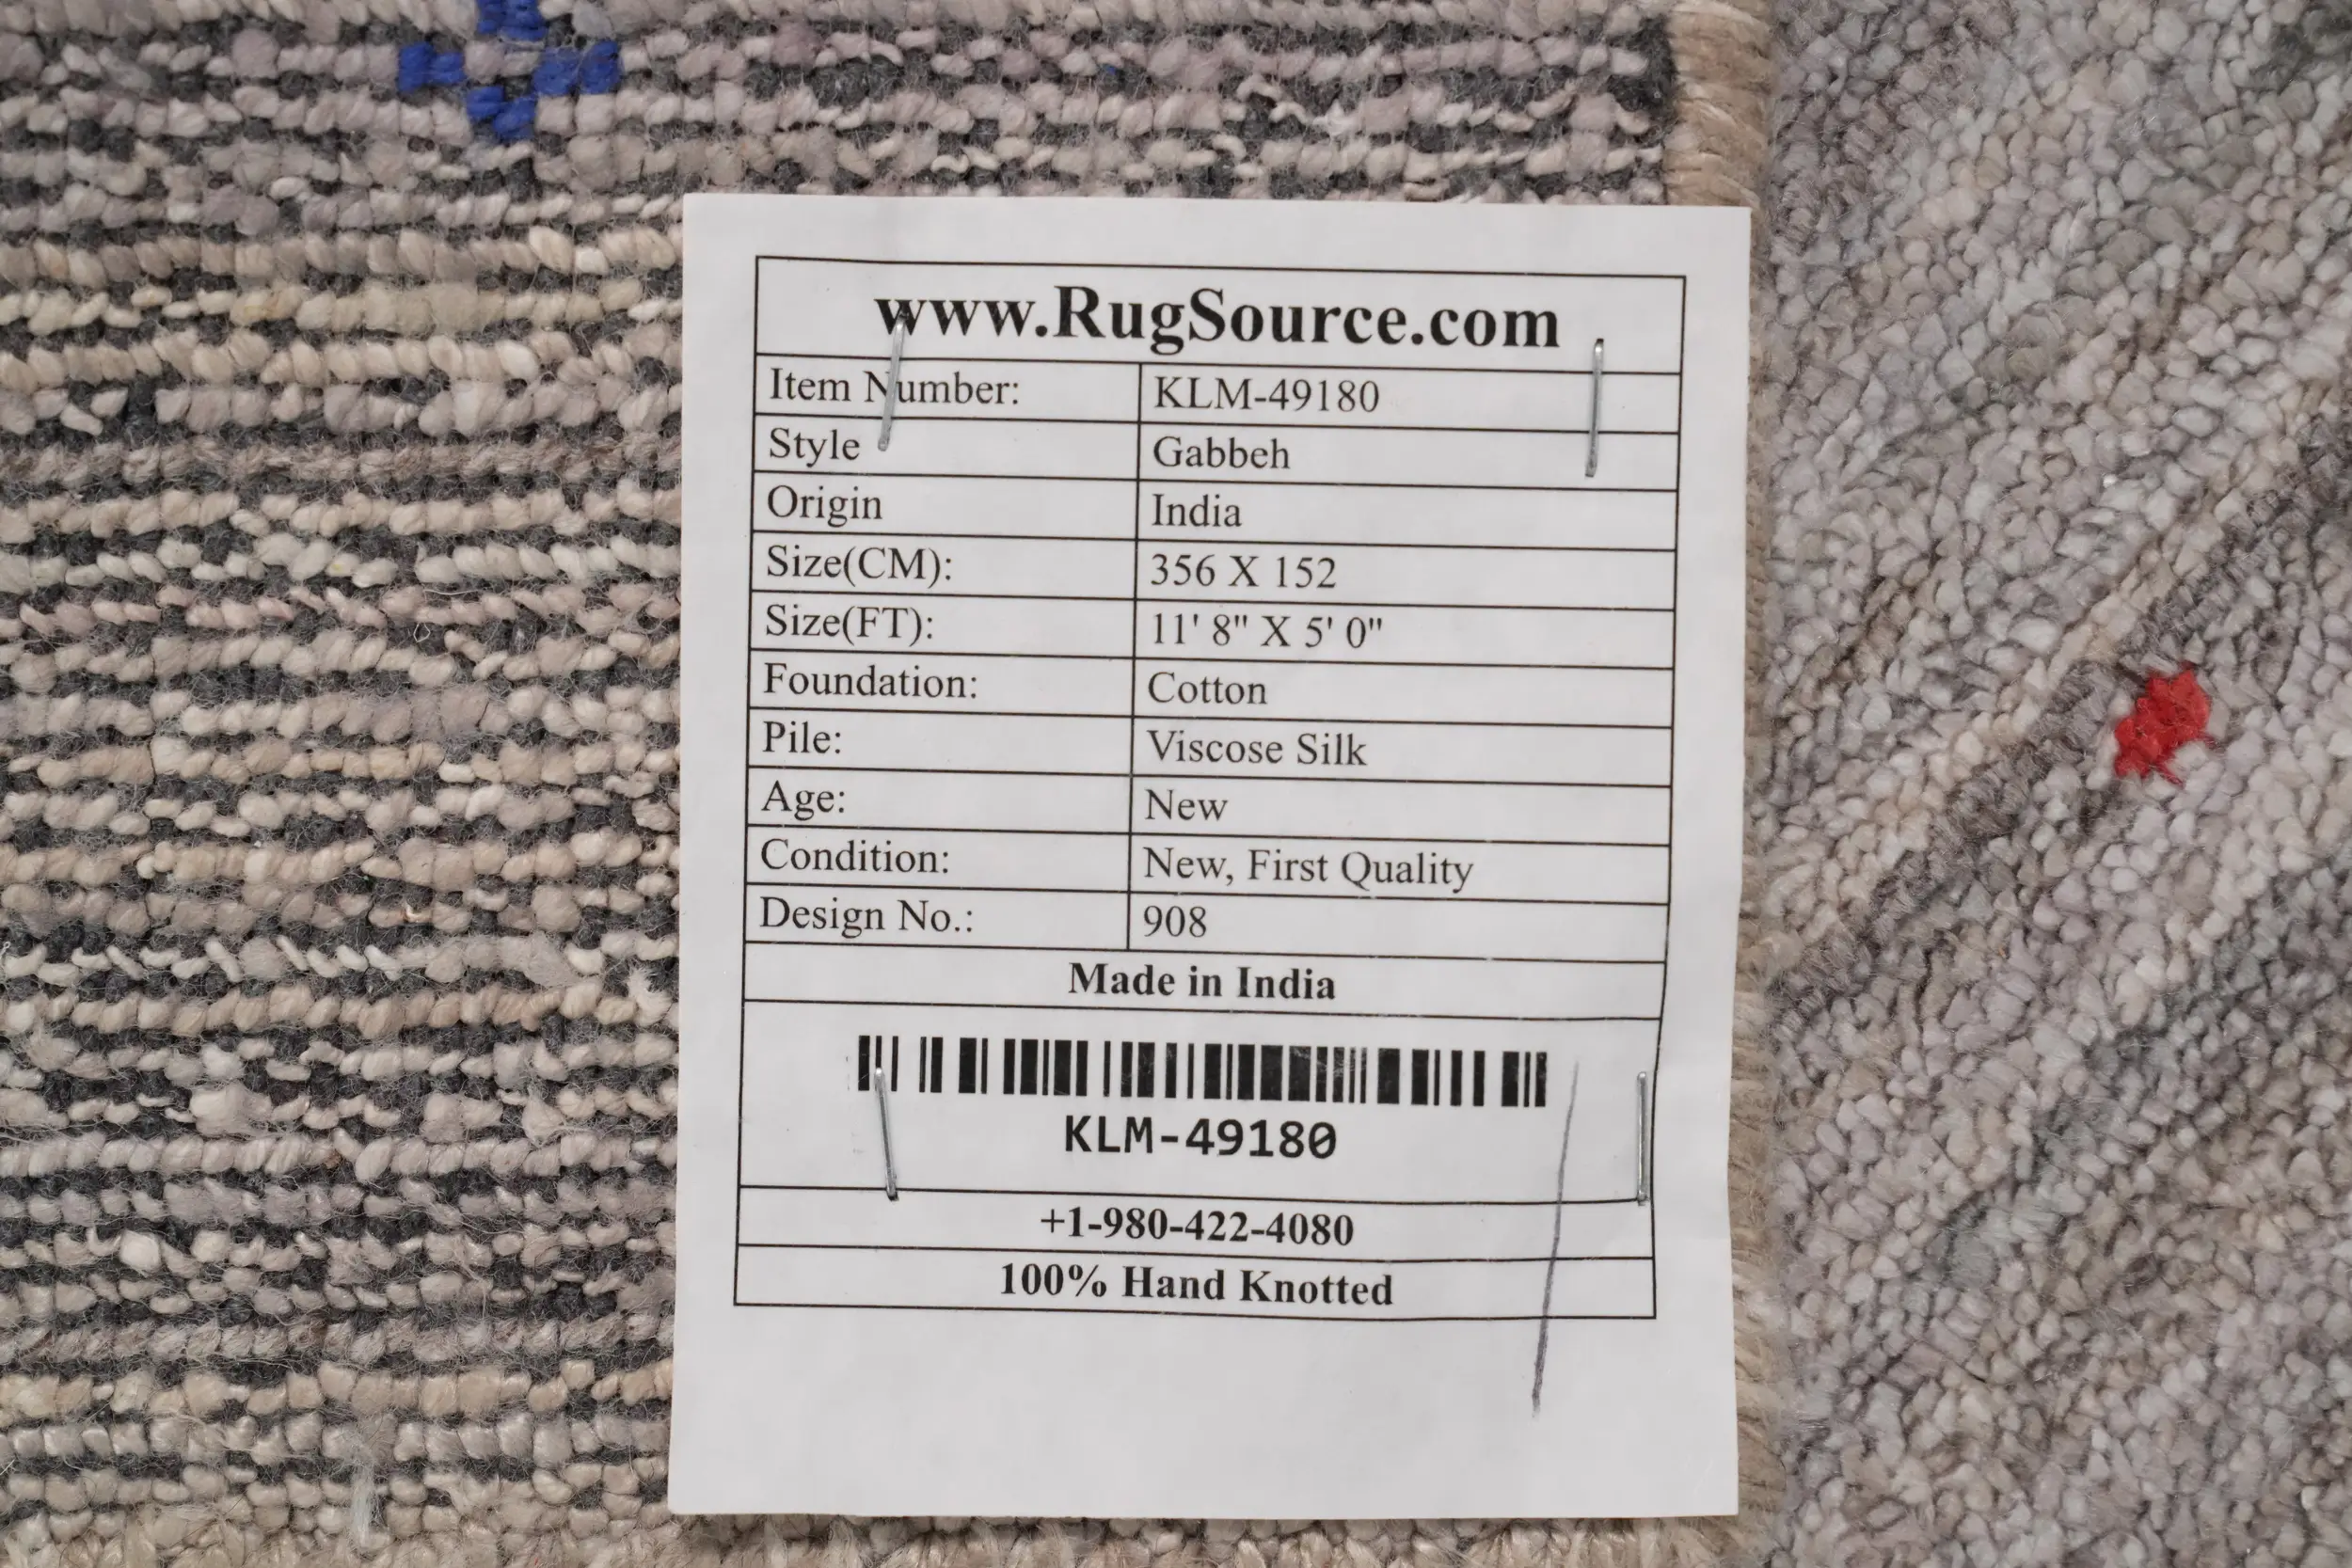 www.RugSource.com
Item Number: KLM-49180
Style Gabbeh
Origin India
Size(CM): 356 X 152
Size(FT): 11' 8" X 5' 0"
Foundation: Cotton
Pile: Viscose Silk
Age: New
Condition: New, First Quality
Design No.: 908
Made in India
KLM-49180
+1-980-422-4080
100% Hand Knotted